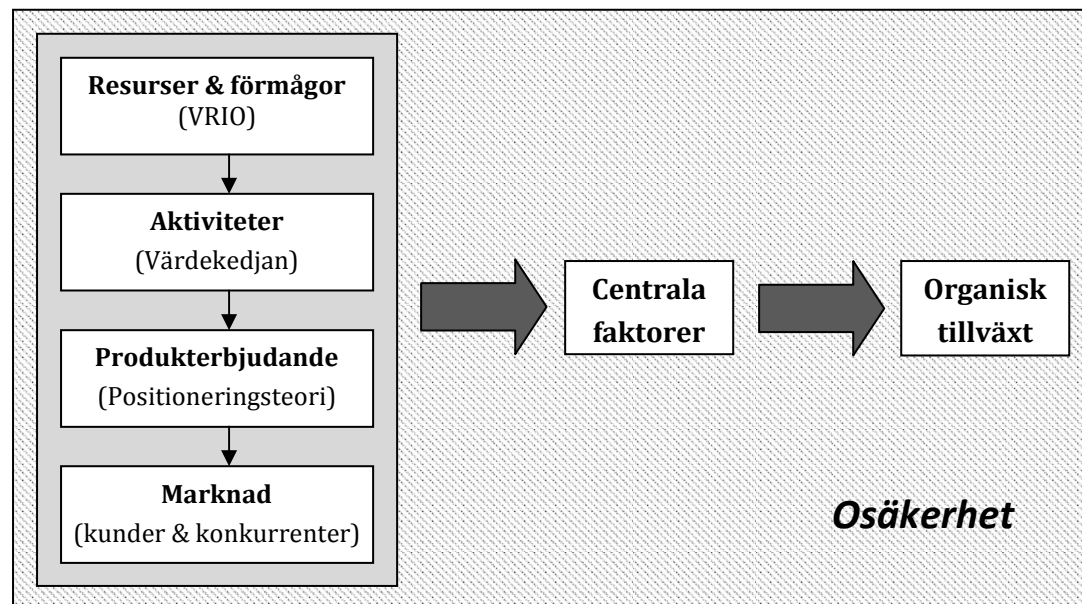 Resurser & förmågor
(VRIO)
Aktiviteter
(Värdekedjan)
Produkterbjudande
(Positioneringsteori)
Marknad
(kunder & konkurrenter)
Centrala
faktorer
Organisk
tillväxt
Osäkerhet